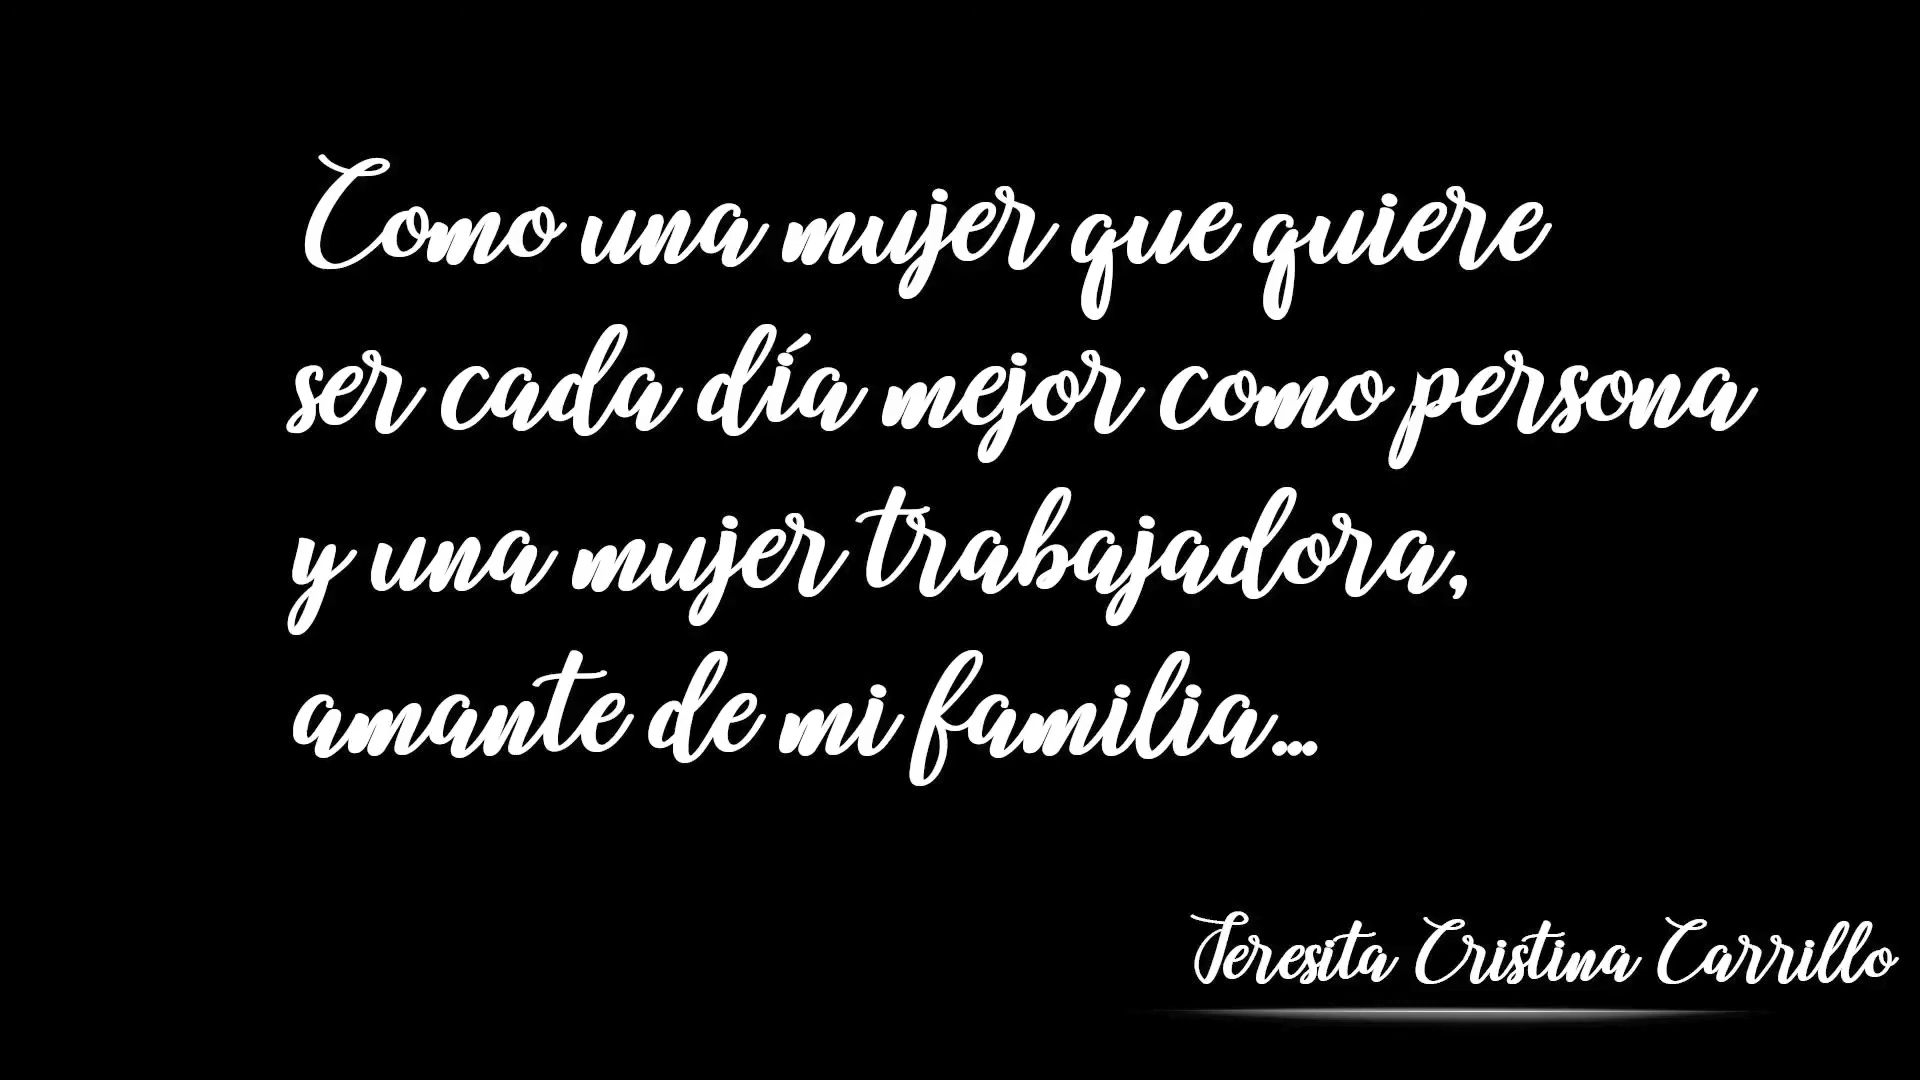 Como una mujer que quiere
ser cada día mejor como persona
y una mujer trabajadora,
amante de mi familia...
Teresita Cristina Carrillo